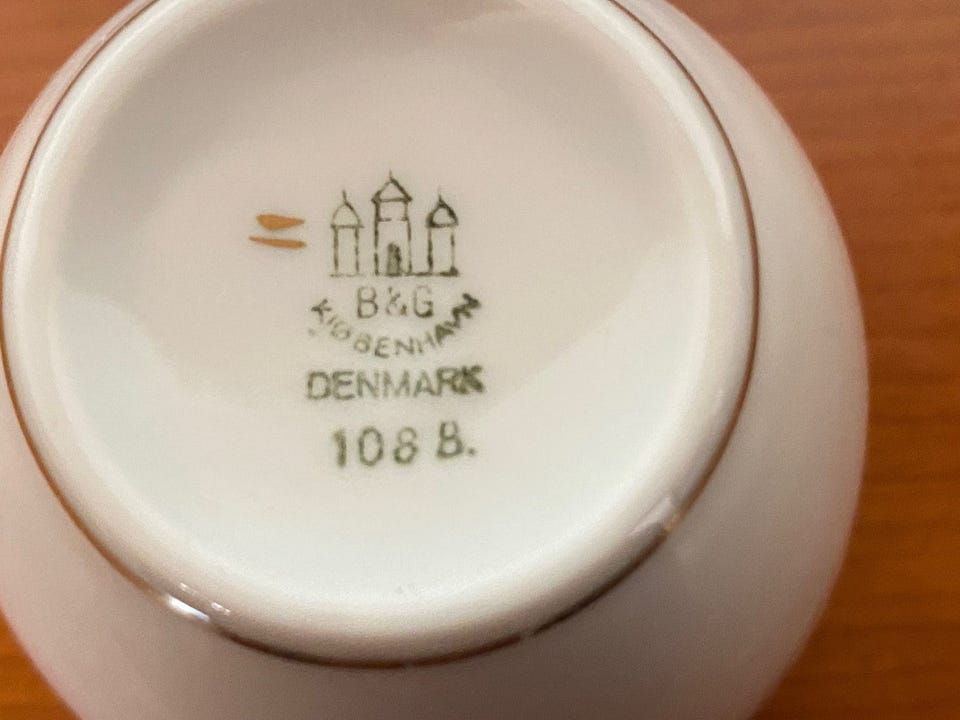 B&G
KJØBENHAVN
DENMARK
108 B.